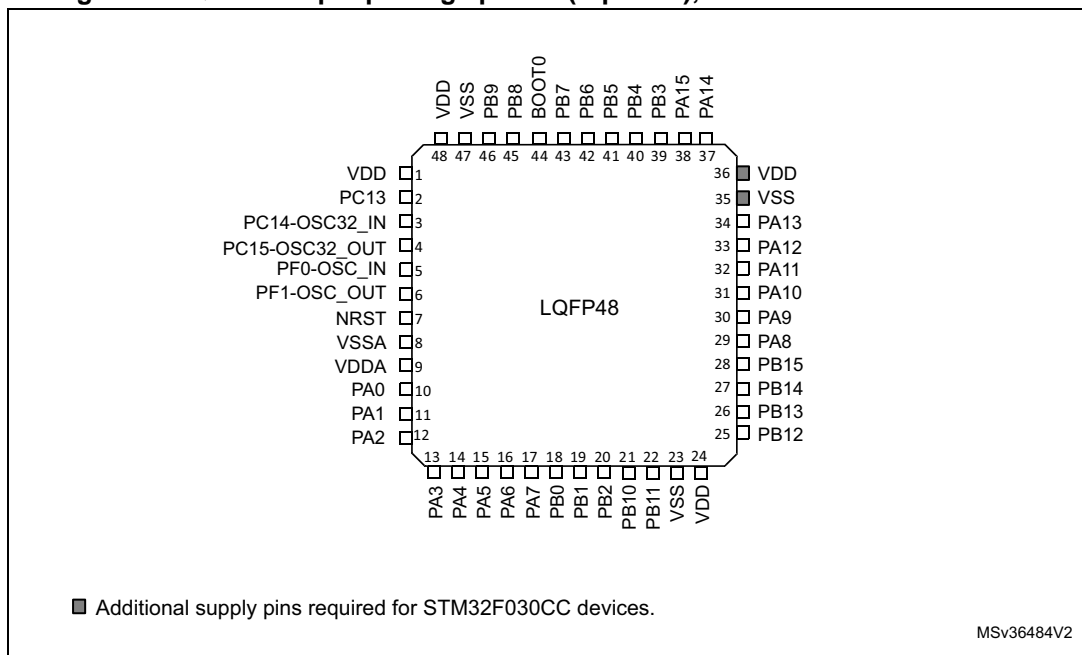 VDD
VSS
PB9
PB8
BOOT0
PB7
PB6
PB5
PB4
PB3
PA15
PA14
48 47 46 45 44 43 42 41 40 39 38 37
VDD 1
PC13 2
PC14-OSC32_IN 3
PC15-OSC32_OUT 4
PF0-OSC_IN 5
PF1-OSC_OUT 6
NRST 7
VSSA 8
VDDA 9
PA0 10
PA1 11
PA2 12
LQFP48
36 VDD
35 VSS
34 PA13
33 PA12
32 PA11
31 PA10
30 PA9
29 PA8
28 PB15
27 PB14
26 PB13
25 PB12
13 14 15 16 17 18 19 20 21 22 23 24
PA3
PA4
PA5
PA6
PA7
PB0
PB1
PB2
PB10
PB11
VSS
VDD
Additional supply pins required for STM32F030CC devices.
MSv36484V2